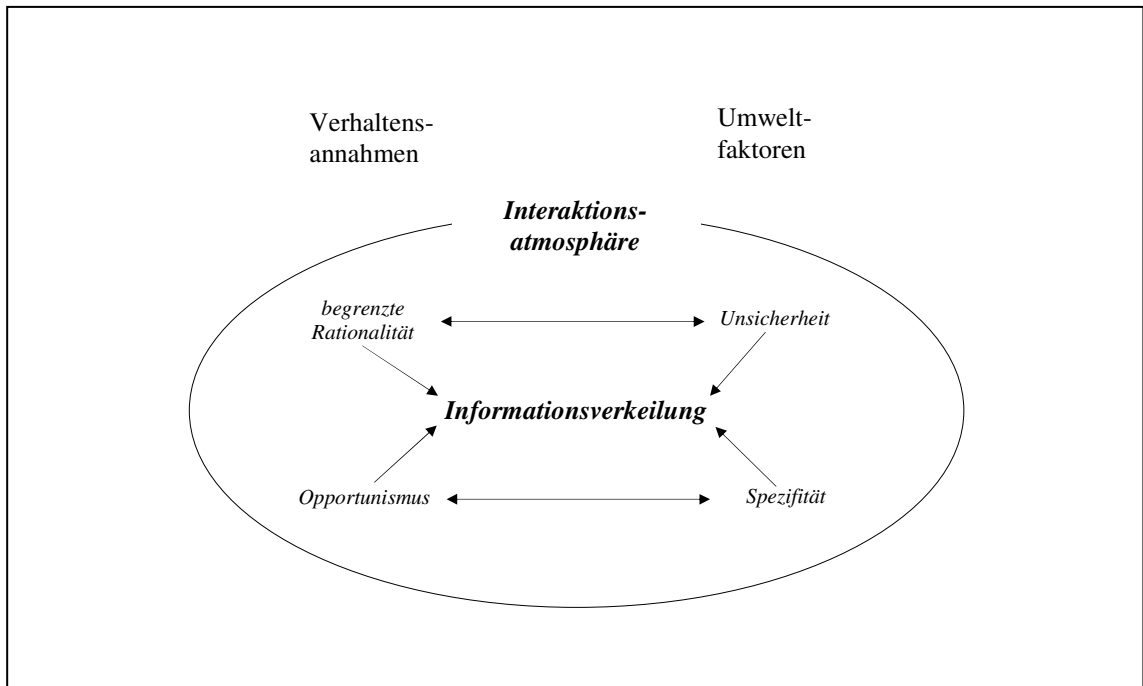 Verhaltens-
annahmen
Umwelt-
faktoren
Interaktions-
atmosphäre
begrenzte
Rationalität
Unsicherheit
Informationsverkeilung
Opportunismus
Spezifität